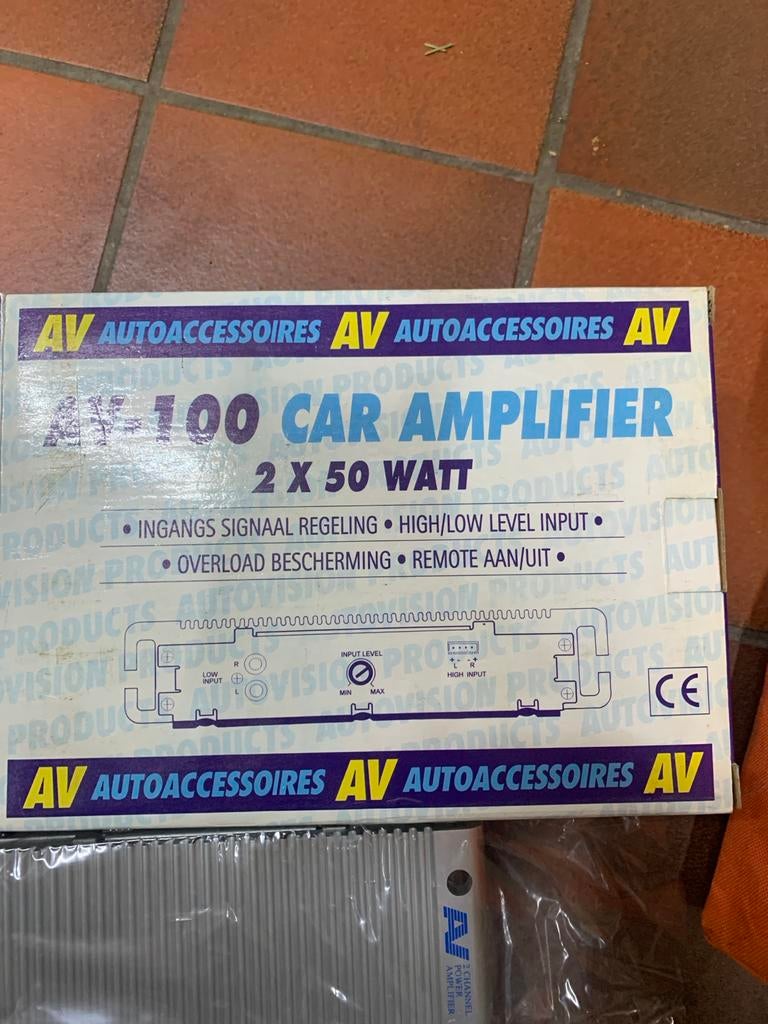 AV AUTOACCESSOIRES AV AUTOACCESSOIRES AV
AV-100 CAR AMPLIFIER
2 X 50 WATT
• INGANGS SIGNAAL REGELING • HIGH/LOW LEVEL INPUT •
• OVERLOAD BESCHERMING • REMOTE AAN/UIT •
LOW INPUT
R
L
INPUT LEVEL
MIN MAX
+ - - +
L R
HIGH INPUT
CE
AV AUTOACCESSOIRES AV AUTOACCESSOIRES AV
AV
2 CHANNEL
POWER
AMPLIFIER